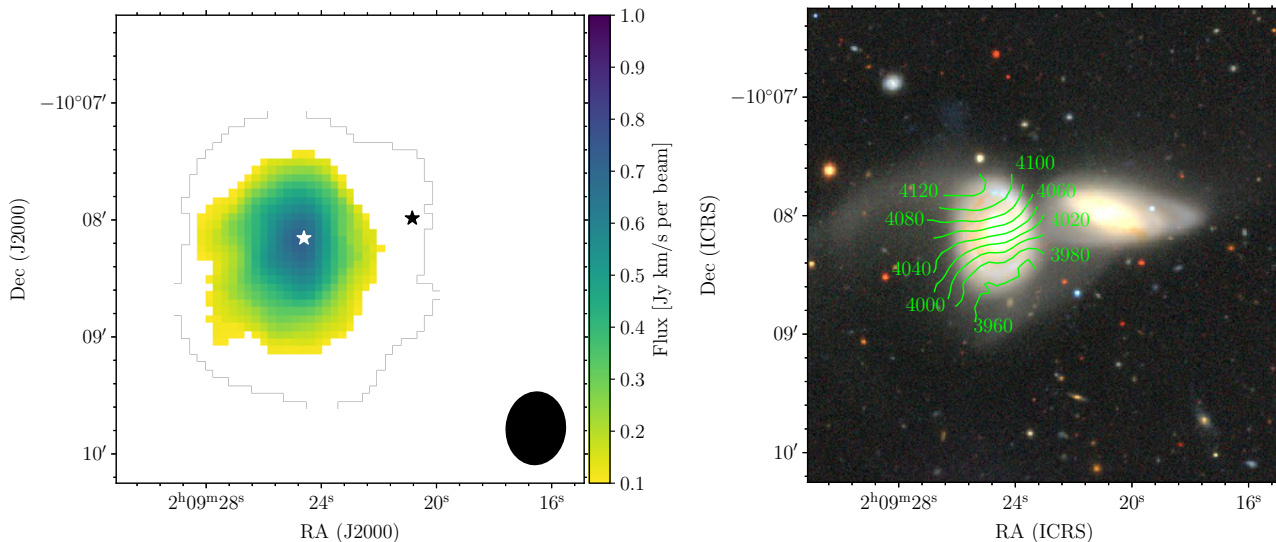 −10°07′
08′
09′
10′
Dec (J2000)
2ʰ09ᵐ28ˢ
24ˢ
20ˢ
16ˢ
RA (J2000)
1.0
0.9
0.8
0.7
0.6
0.5
0.4
0.3
0.2
0.1
Flux [Jy km/s per beam]
−10°07′
08′
09′
10′
Dec (ICRS)
4100
4120
4060
4080
4020
4040
3980
4000
3960
2ʰ09ᵐ28ˢ
24ˢ
20ˢ
16ˢ
RA (ICRS)